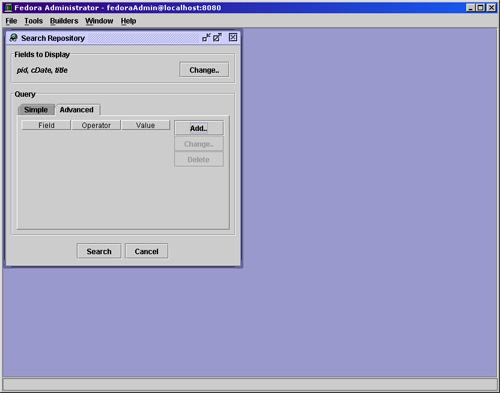 Fedora Administrator - fedoraAdmin@localhost:8080
File Tools Builders Window Help
Search Repository
Fields to Display
pid, cDate, title
Change..
Query
Simple Advanced
Field Operator Value
Add..
Change..
Delete
Search Cancel